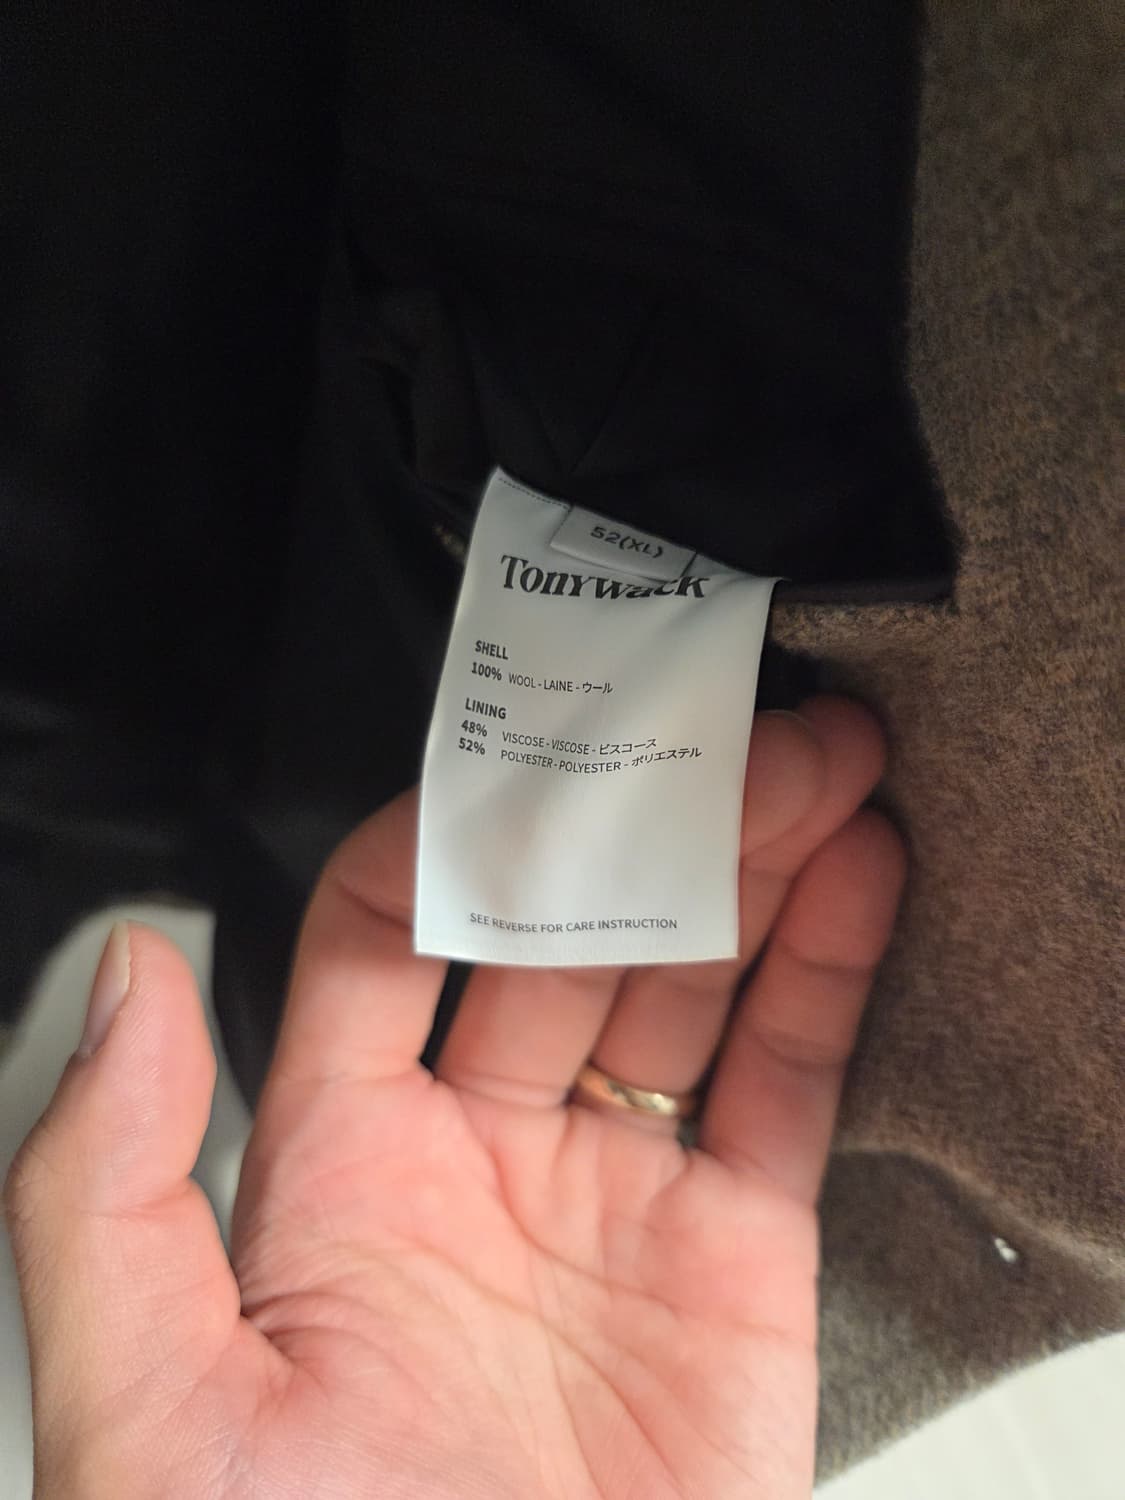 52(XL)
Tonywack
SHELL
100% WOOL - LAINE - ウール
LINING
48% VISCOSE - VISCOSE - ビスコース
52% POLYESTER - POLYESTER - ポリエステル
SEE REVERSE FOR CARE INSTRUCTION